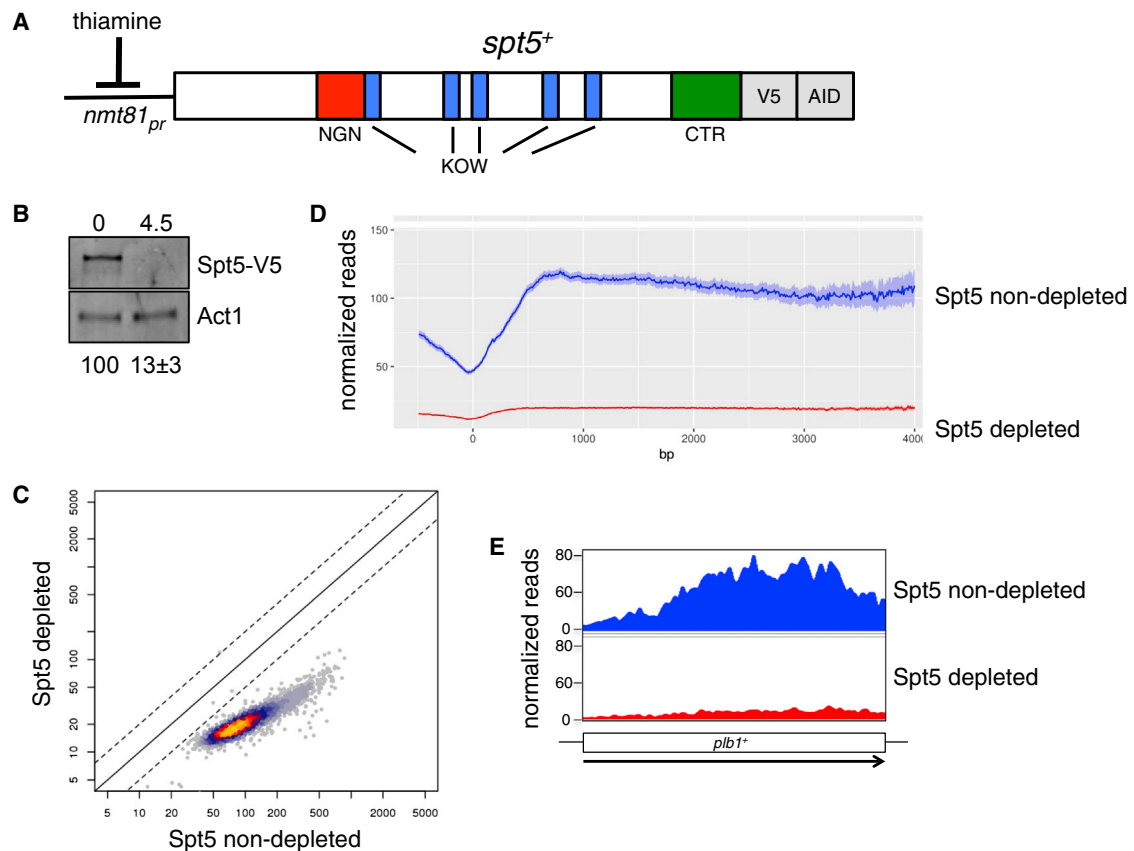 A
thiamine
spt5+
nmt81pr
V5
AID
NGN
KOW
CTR
B
0 4.5
Spt5-V5
Act1
100 13±3
D
normalized reads
150
100
50
0 1000 2000 3000 4000
bp
Spt5 non-depleted
Spt5 depleted
C
Spt5 depleted
5000
2000
500
100
50
20
10
5
5 10 20 50 100 200 500 2000 5000
Spt5 non-depleted
E
normalized reads
80
60
0
Spt5 non-depleted
80
60
0
Spt5 depleted
plb1+